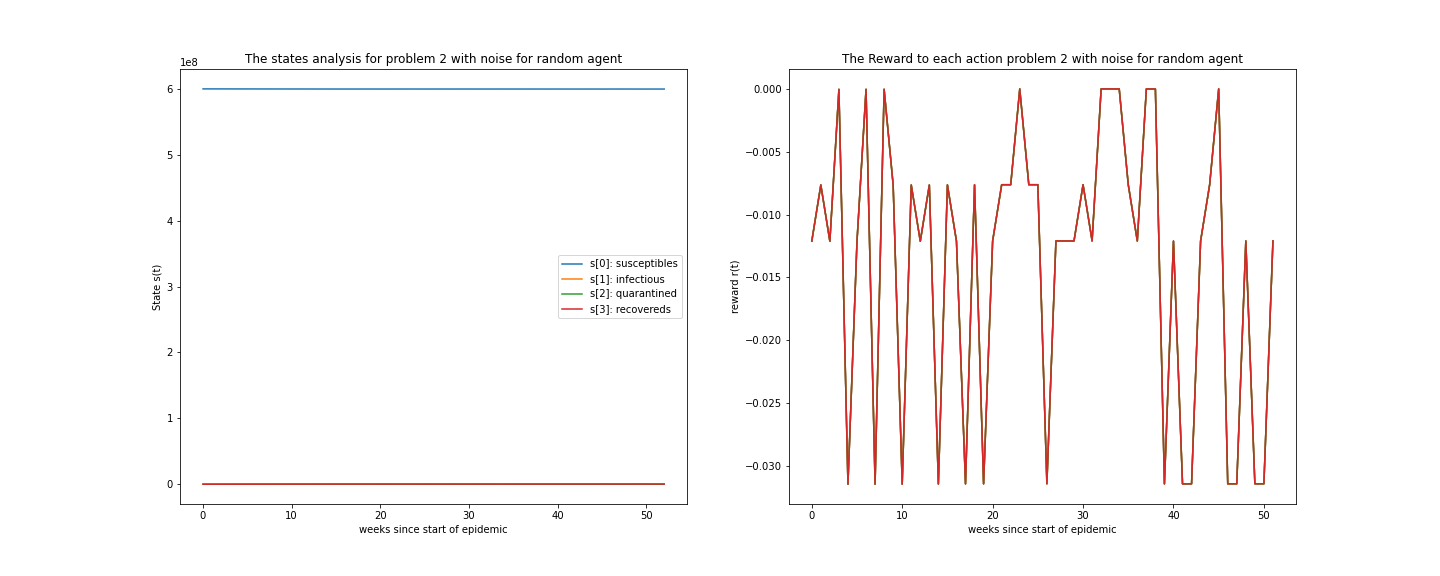 The states analysis for problem 2 with noise for random agent
1e8
6
5
4
3
2
1
0
State s(t)
s[0]: susceptibles
s[1]: infectious
s[2]: quarantined
s[3]: recovereds
0 10 20 30 40 50
weeks since start of epidemic
The Reward to each action problem 2 with noise for random agent
0.000
−0.005
−0.010
−0.015
−0.020
−0.025
−0.030
reward r(t)
0 10 20 30 40 50
weeks since start of epidemic